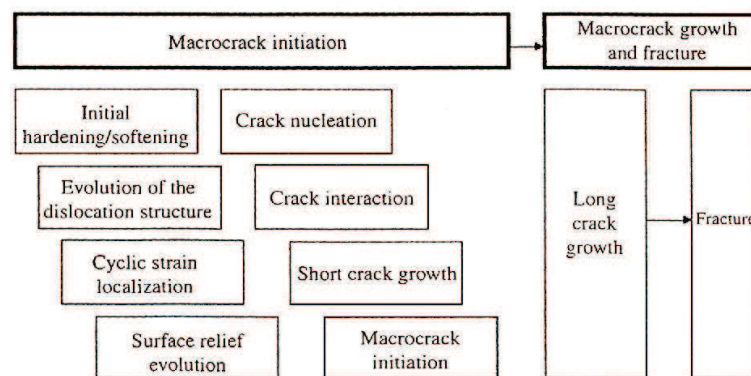 Macrocrack initiation
Macrocrack growth
and fracture
Initial
hardening/softening
Crack nucleation
Evolution of the
dislocation structure
Crack interaction
Cyclic strain
localization
Short crack growth
Surface relief
evolution
Macrocrack
initiation
Long
crack
growth
Fracture